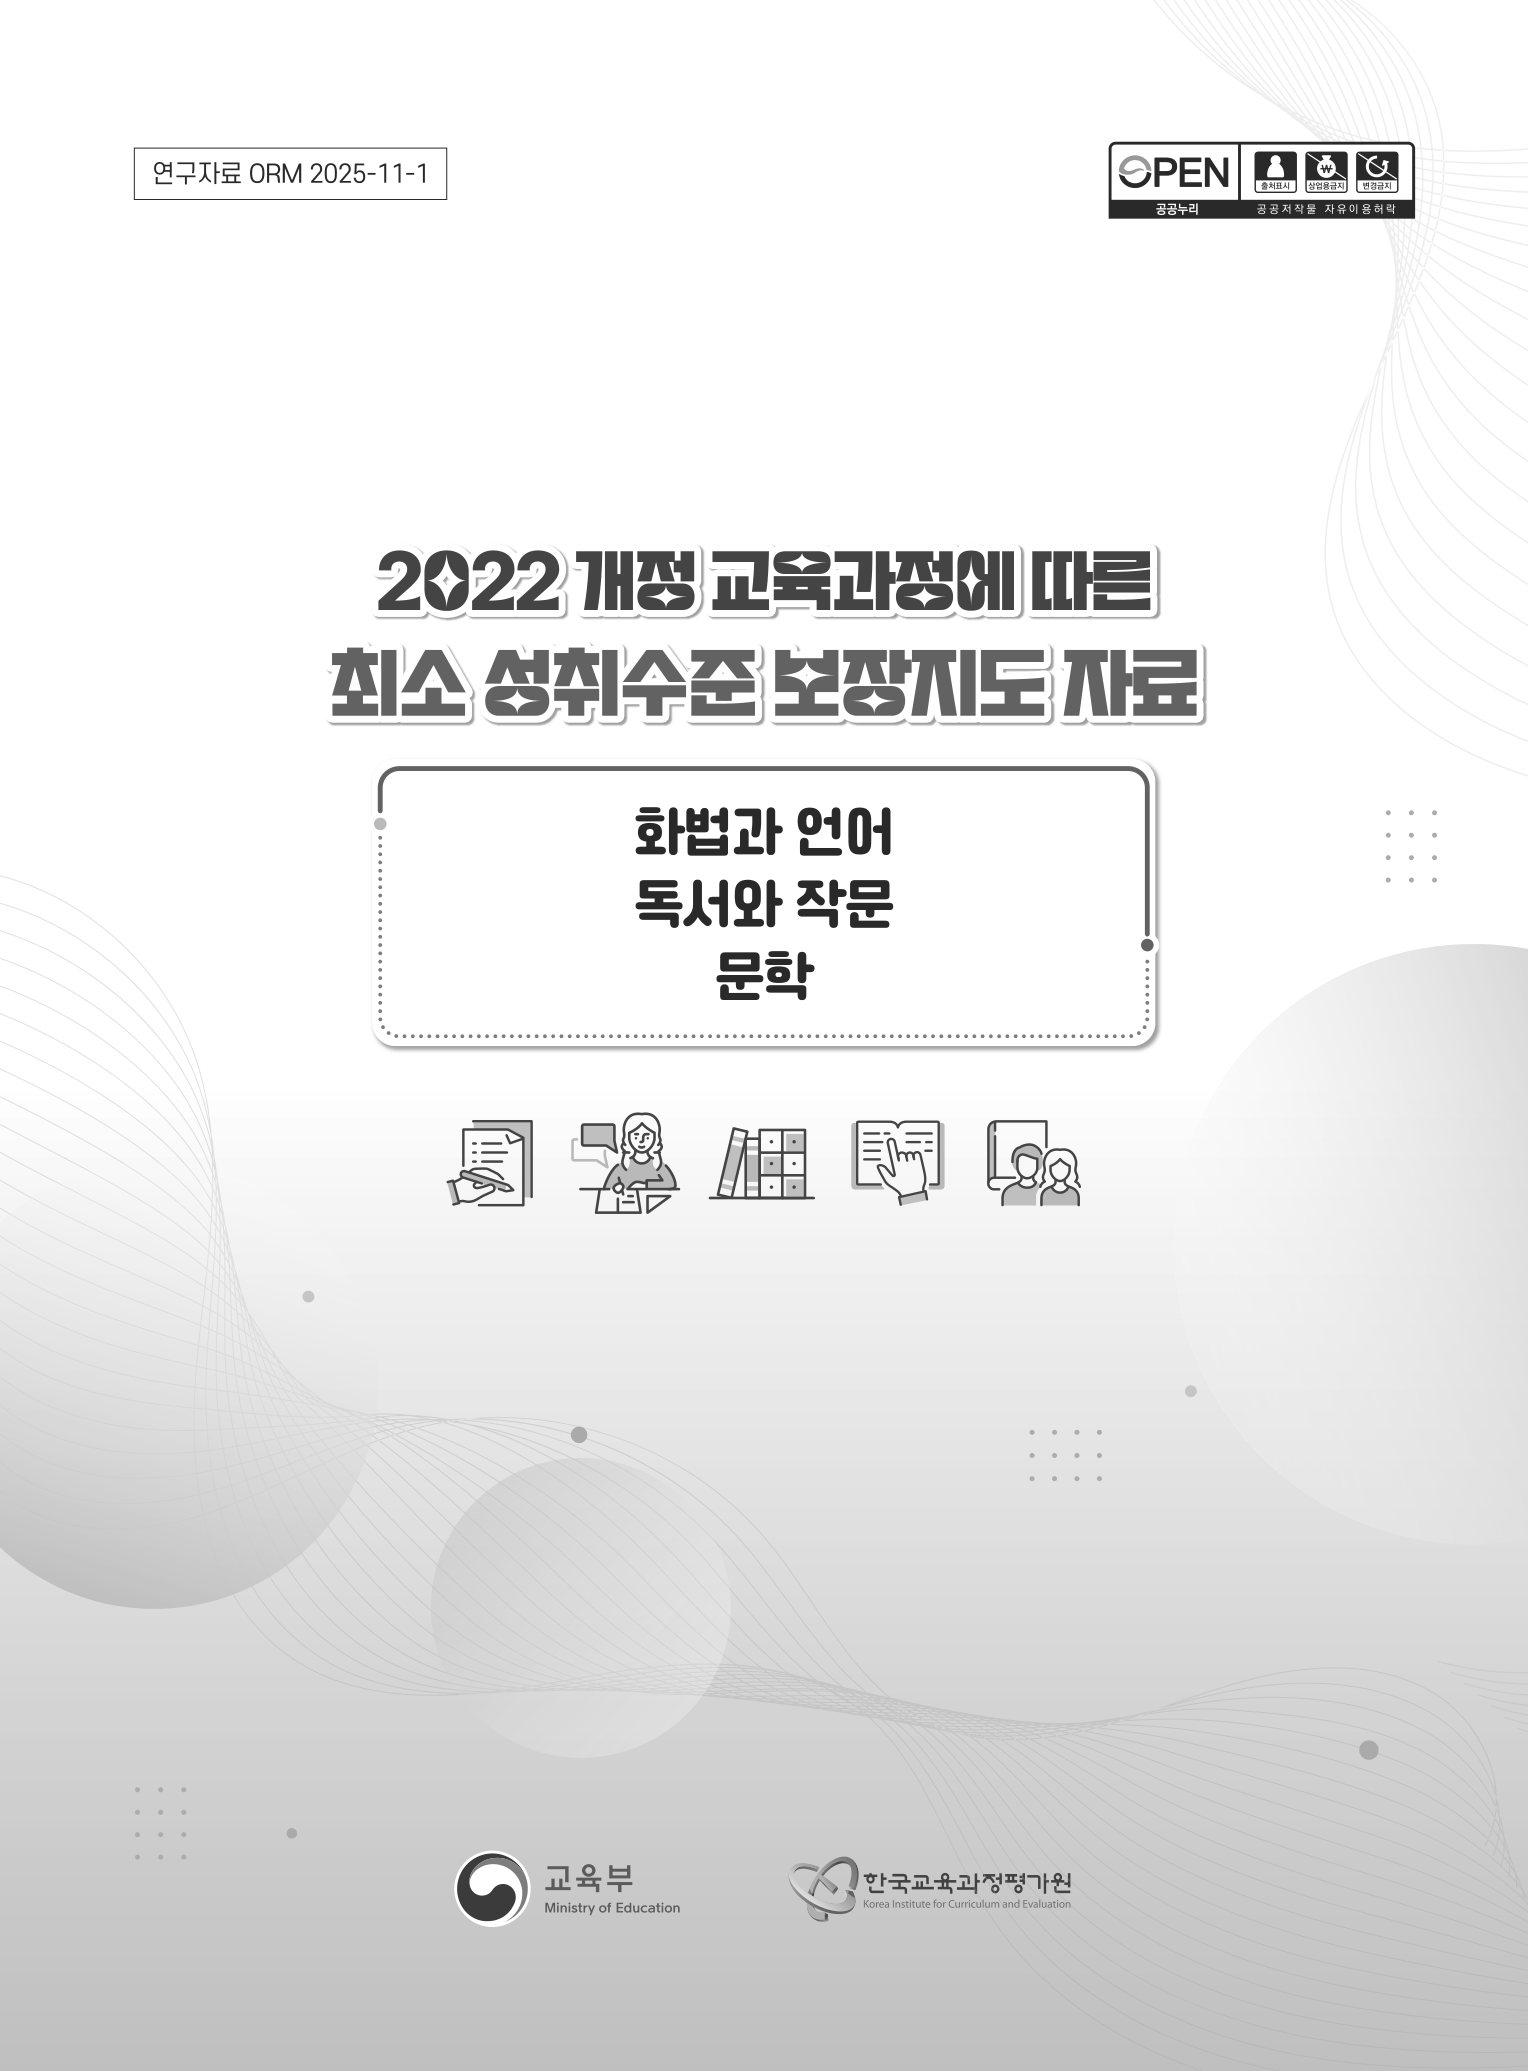 연구자료 ORM 2025-11-1
OPEN
출처표시
상업용금지
변경금지
공공누리
공공저작물 자유이용허락
2022 개정 교육과정에 따른
최소 성취수준 보장지도 자료
화법과 언어
독서와 작문
문학
교육부
Ministry of Education
한국교육과정평가원
Korea Institute for Curriculum and Evaluation